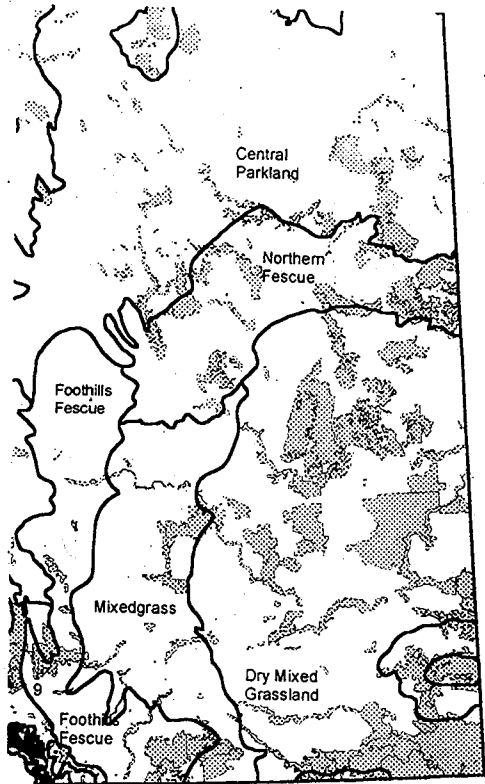 Central
Parkland
Northern
Fescue
Foothills
Fescue
Mixedgrass
Dry Mixed
Grassland
9
Foothills
Fescue